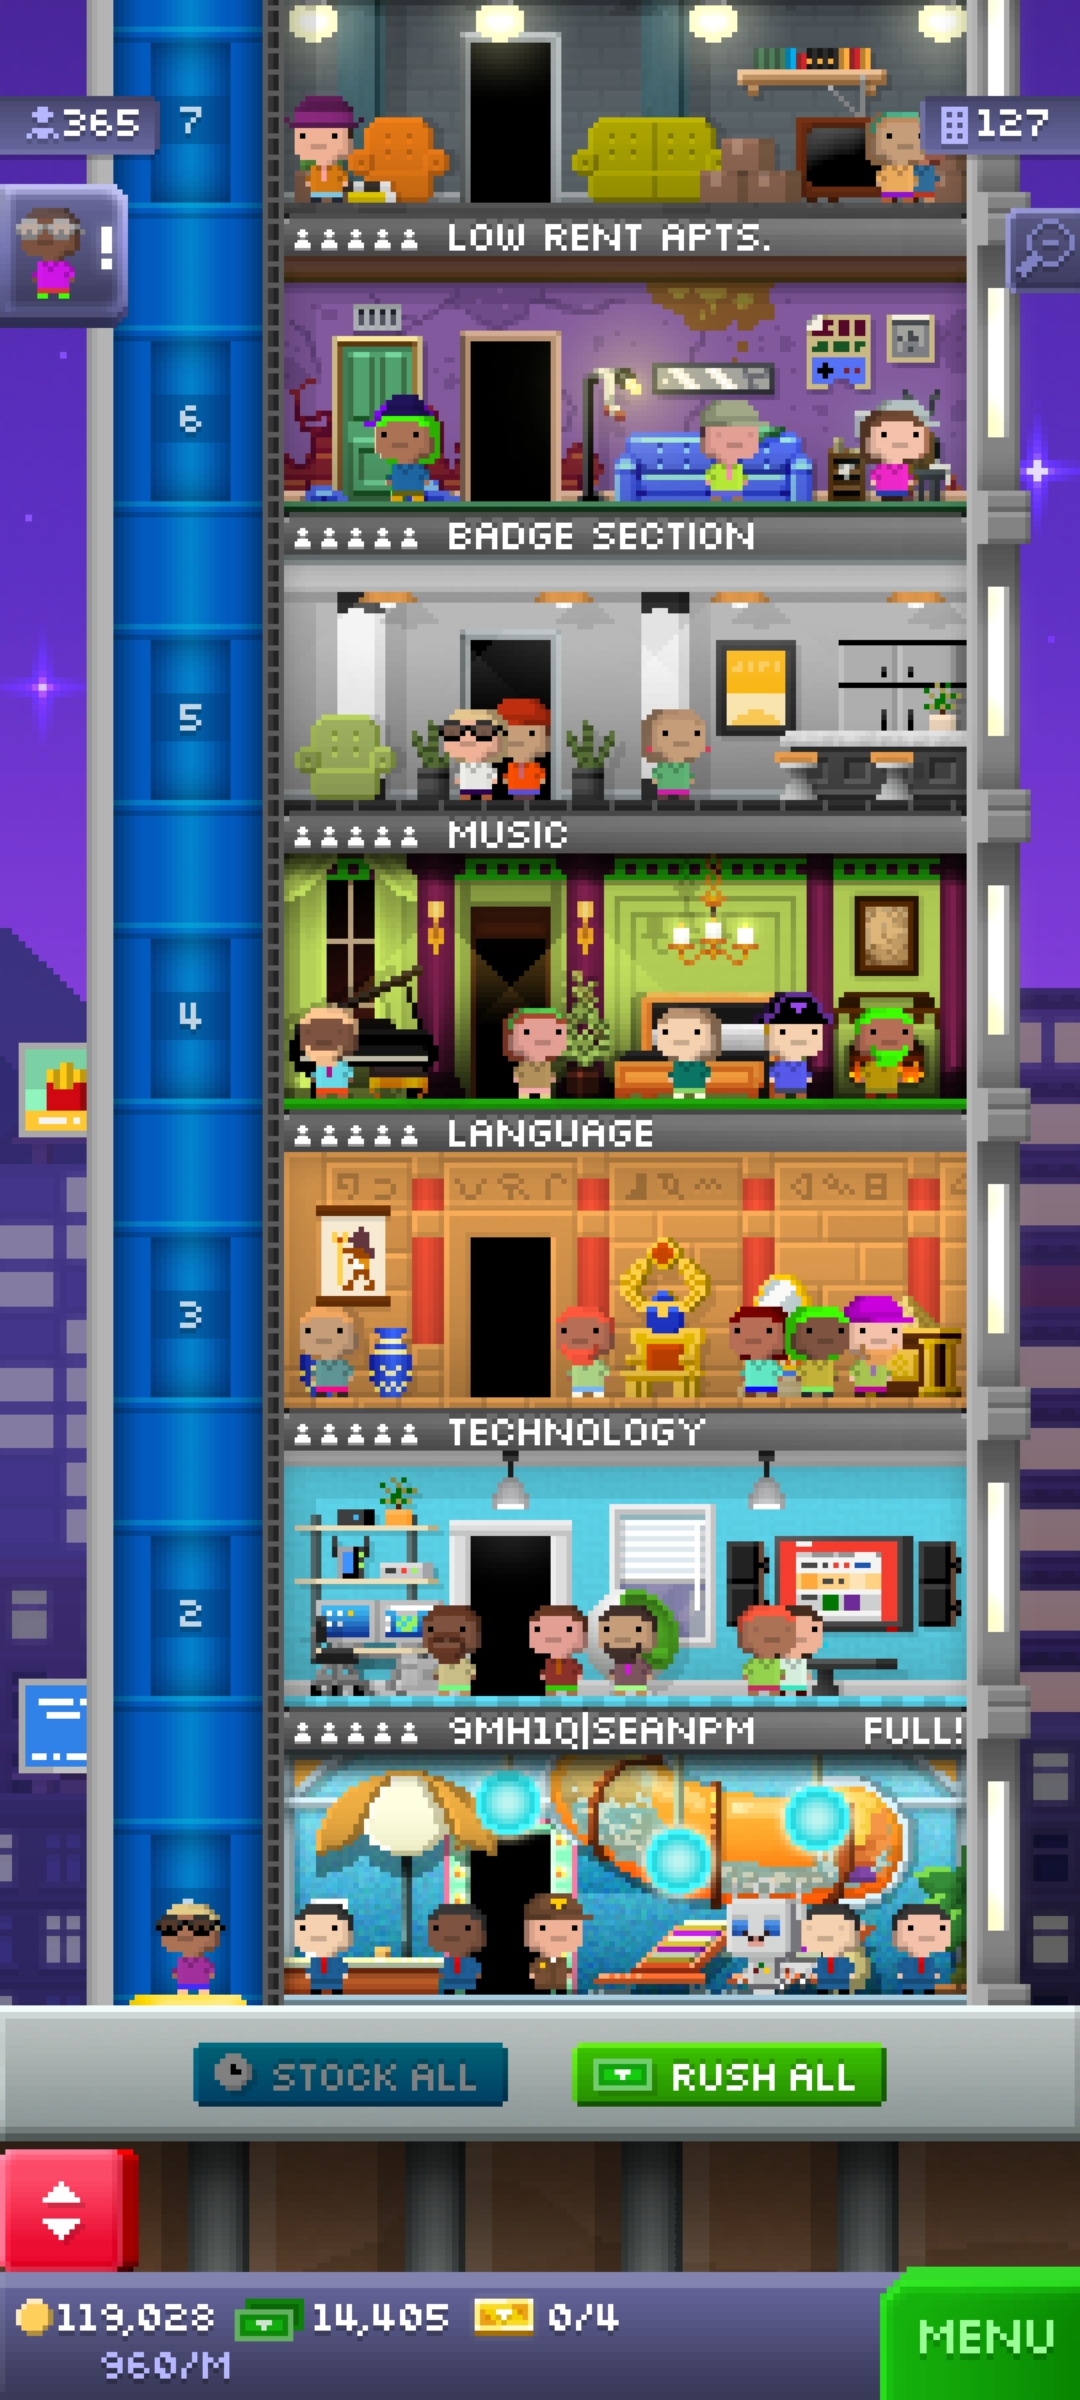 365
7
127
!
LOW RENT APTS.
6
BADGE SECTION
5
MUSIC
4
LANGUAGE
3
TECHNOLOGY
2
9MH1Q|SEANPM FULL!
STOCK ALL
RUSH ALL
119,028
14,405
0/4
960/M
MENU